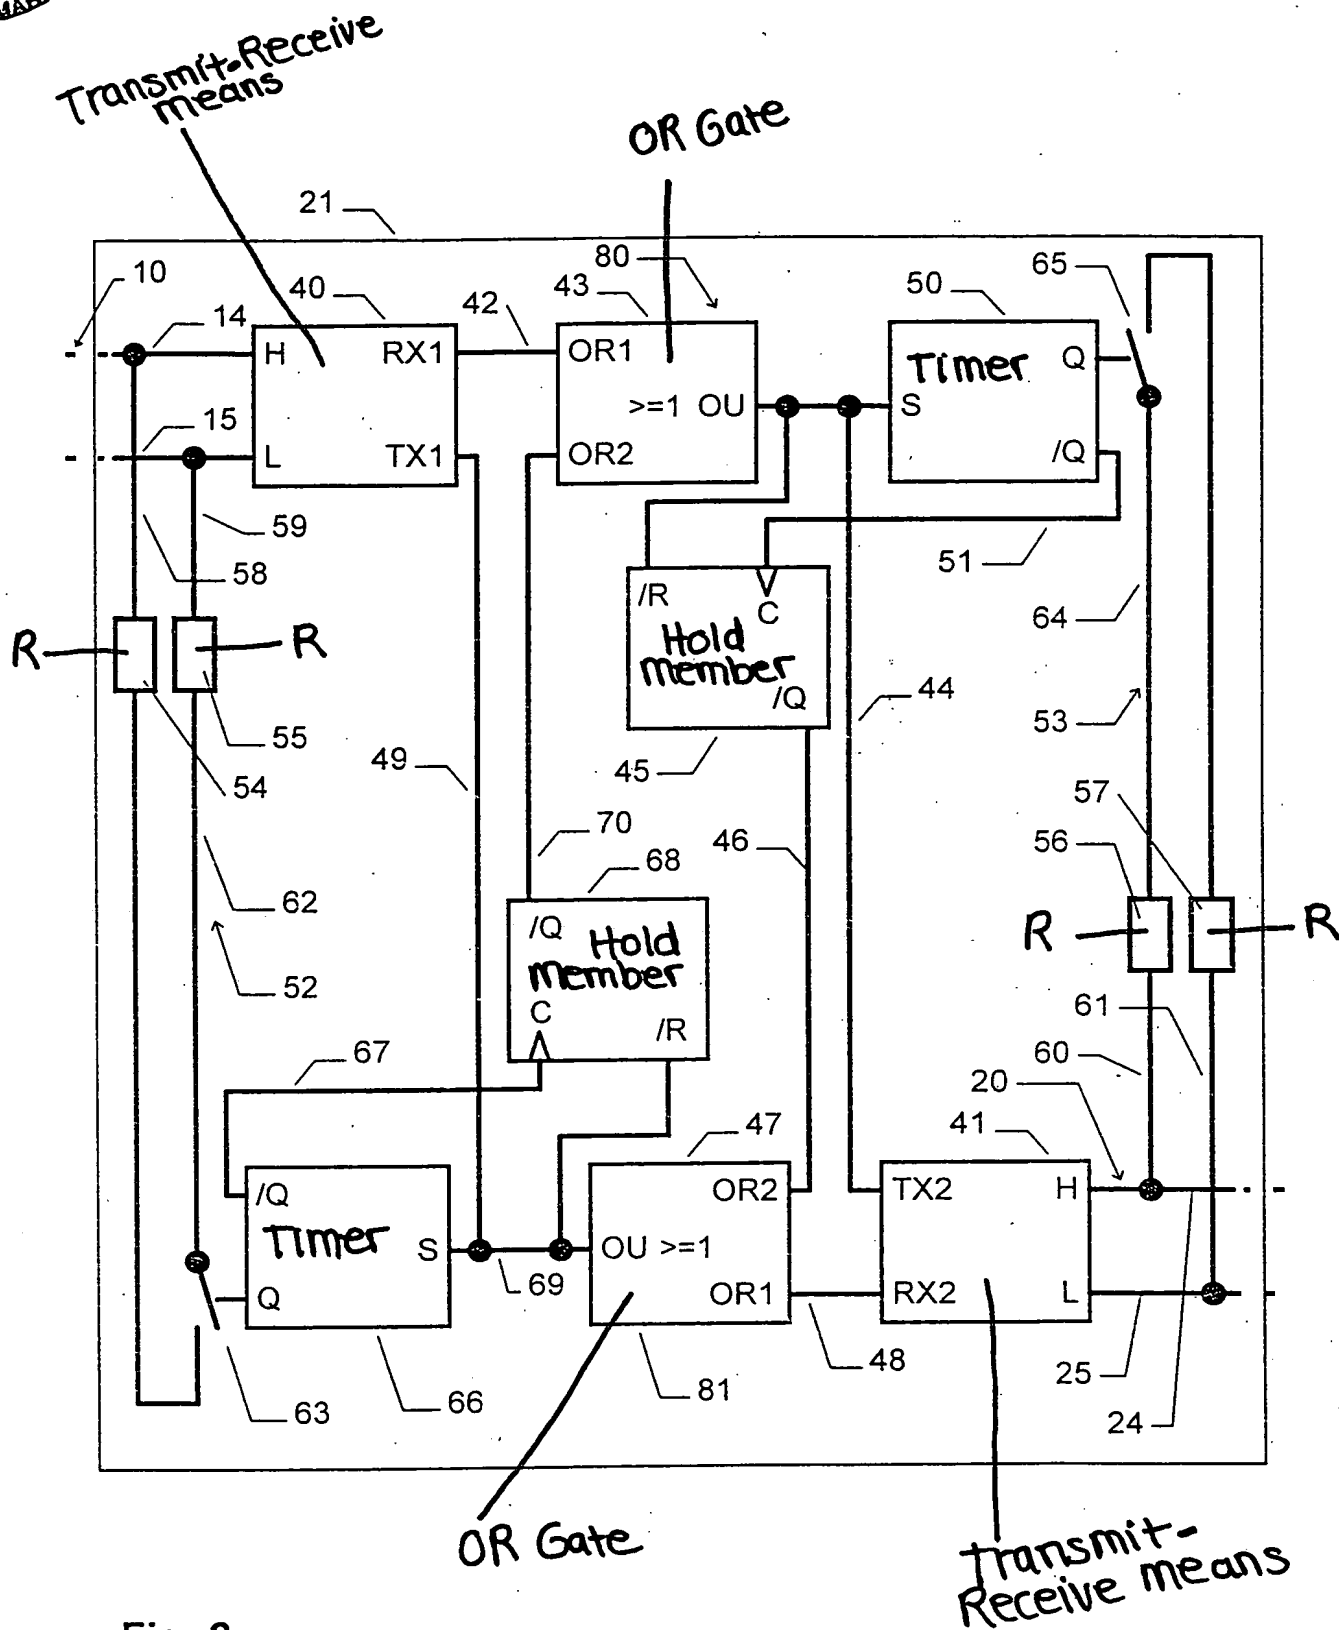 Transmit-Receive
means
OR Gate
21
10
14
40
42
43
80
50
65
H
RX1
OR1
Timer
Q
>=1 OU
S
15
L
TX1
OR2
/Q
59
58
51
/R
C
Hold
member
/Q
64
R
R
44
53
55
54
49
45
57
70
46
56
68
62
/Q
Hold
member
R
R
52
C
/R
61
67
60
20
47
41
/Q
OR2
TX2
H
Timer
S
OU >=1
69
Q
OR1
RX2
L
48
25
81
66
63
24
OR Gate
Transmit-
Receive means